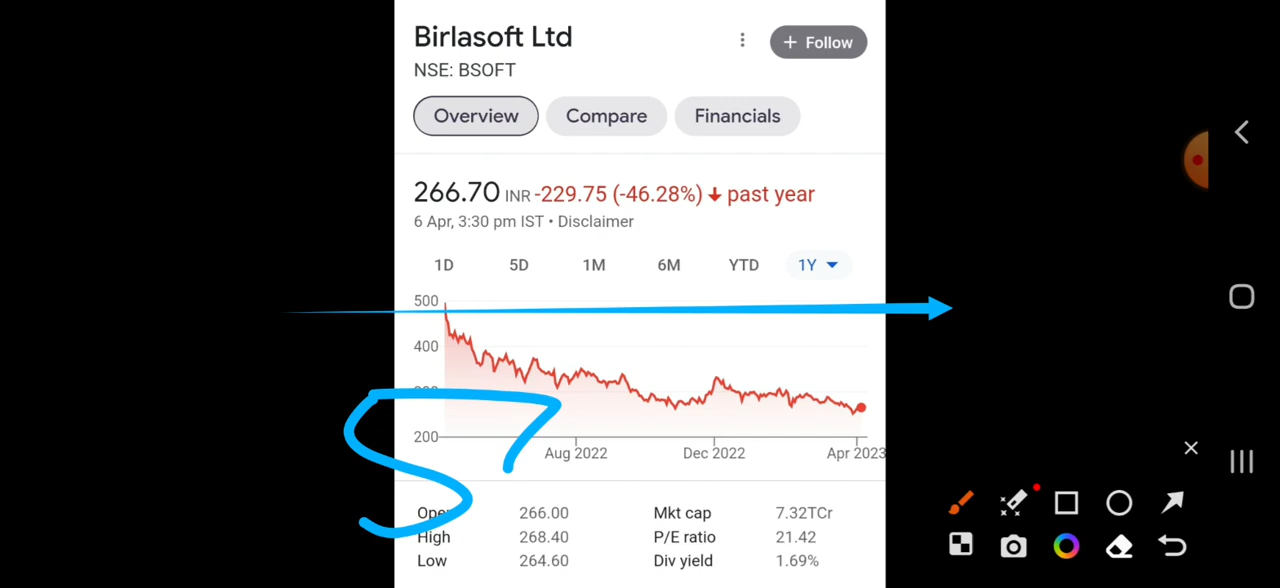 Birlasoft Ltd
+ Follow
NSE: BSOFT
Overview Compare Financials
266.70 INR -229.75 (-46.28%) ↓ past year
6 Apr, 3:30 pm IST • Disclaimer
1D 5D 1M 6M YTD 1Y
500
400
200
Aug 2022 Dec 2022 Apr 2023
266.00 Mkt cap 7.32TCr
High 268.40 P/E ratio 21.42
Low 264.60 Div yield 1.69%